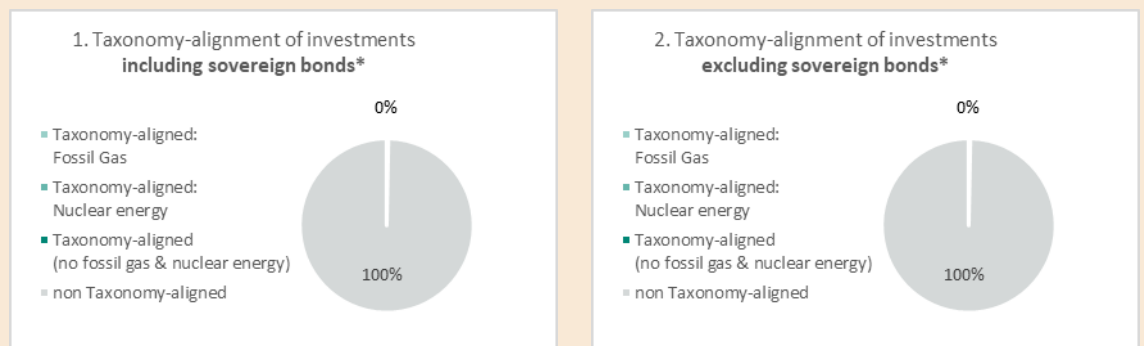 1. Taxonomy-alignment of investments
including sovereign bonds*
0%
Taxonomy-aligned:
Fossil Gas
Taxonomy-aligned:
Nuclear energy
Taxonomy-aligned
(no fossil gas & nuclear energy)
non Taxonomy-aligned
100%
2. Taxonomy-alignment of investments
excluding sovereign bonds*
0%
Taxonomy-aligned:
Fossil Gas
Taxonomy-aligned:
Nuclear energy
Taxonomy-aligned
(no fossil gas & nuclear energy)
non Taxonomy-aligned
100%